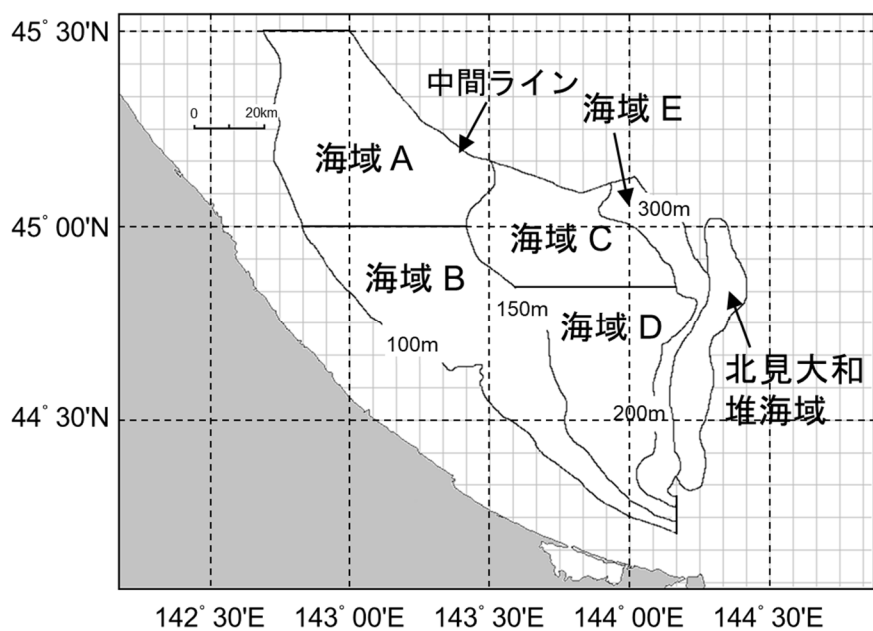 45° 30'N
中間ライン
海域 E
0 20km
海域 A
300m
45° 00'N
海域 C
海域 B
150m
海域 D
100m
北見大和
堆海域
200m
44° 30'N
142° 30'E
143° 00'E
143° 30'E
144° 00'E
144° 30'E